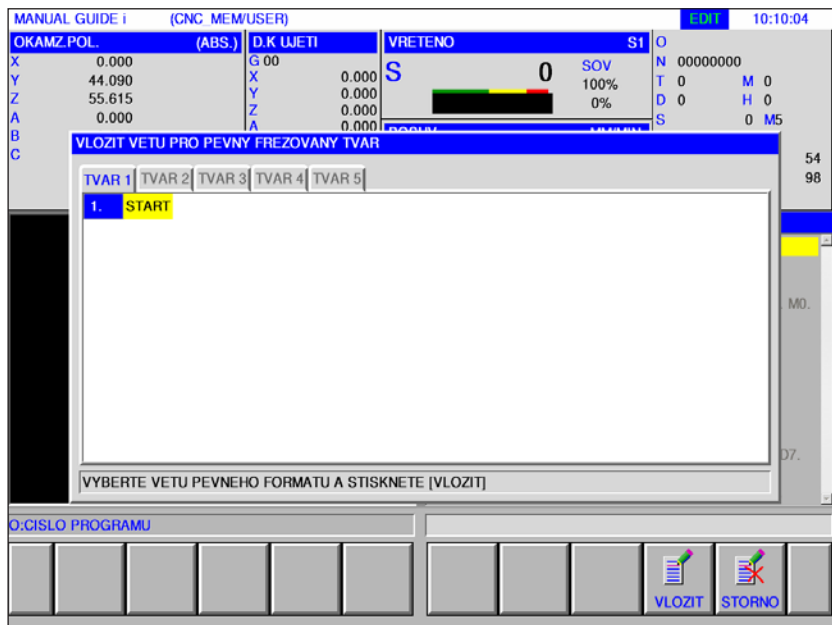 MANUAL GUIDE i (CNC_MEM/USER) EDIT 10:10:04
OKAMZ.POL. (ABS.) D.K UJETI VRETENO S1 O
X 0.000 G 00 N 00000000
Y 44.090 X 0.000 S 0 SOV T 0 M 0
Z 55.615 Y 0.000 100% D 0 H 0
A 0.000 Z 0.000 0% S 0 M5
B A 0.000
C 54
98
VLOZIT VETU PRO PEVNY FREZOVANY TVAR
TVAR 1 TVAR 2 TVAR 3 TVAR 4 TVAR 5
1. START
M0.
D7.
VYBERTE VETU PEVNEHO FORMATU A STISKNETE [VLOZIT]
O:CISLO PROGRAMU
VLOZIT STORNO